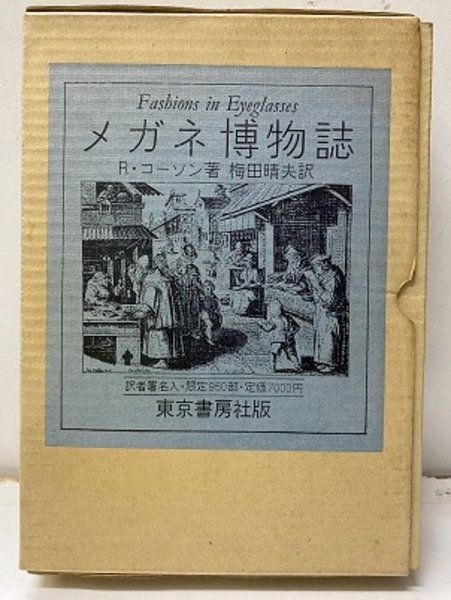 Fashions in Eyeglasses
メガネ博物誌
R・コーソン著 梅田晴夫訳
訳者署名入・限定950部・定価7000円
東京書房社版